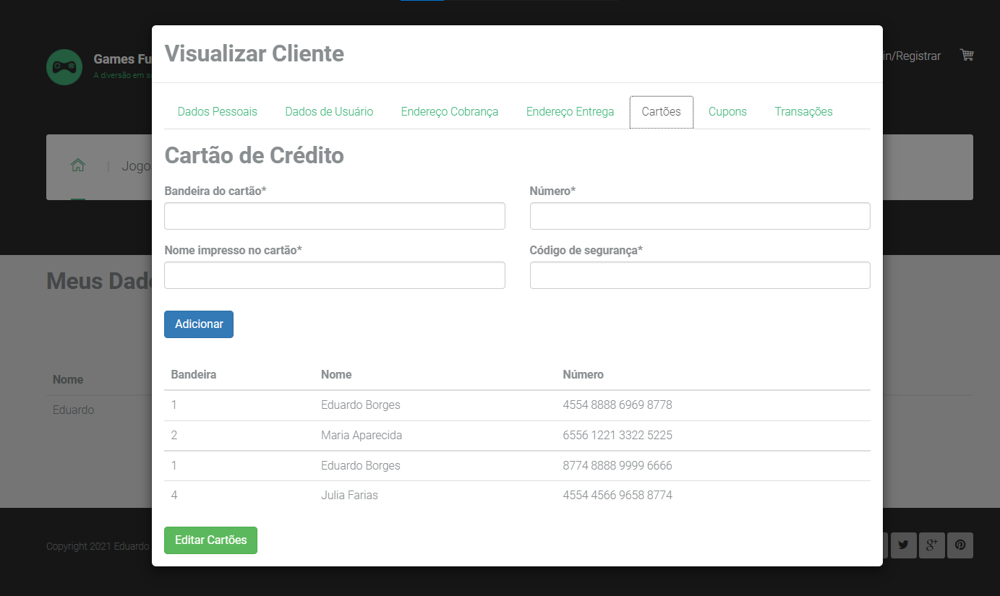 Visualizar Cliente
Games Fu
A diversão em s
in/Registrar
Dados Pessoais Dados de Usuário Endereço Cobrança Endereço Entrega Cartões Cupons Transações
Cartão de Crédito
| Jogo
Bandeira do cartão* Número*
Nome impresso no cartão* Código de segurança*
Meus Dad
Adicionar
Bandeira Nome Número
Nome
1 Eduardo Borges 4554 8888 6969 8778
Eduardo
2 Maria Aparecida 6556 1221 3322 5225
1 Eduardo Borges 8774 8888 9999 6666
4 Julia Farias 4554 4566 9658 8774
Editar Cartões
Copyright 2021 Eduardo
g+